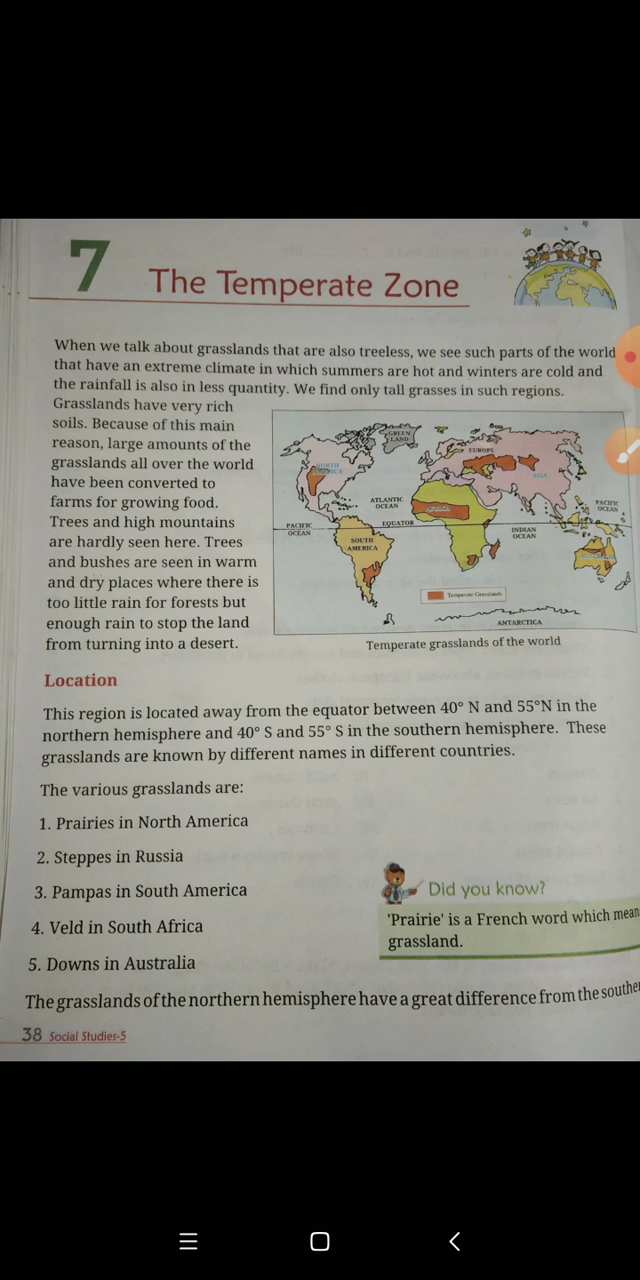 7
The Temperate Zone
When we talk about grasslands that are also treeless, we see such parts of the world
that have an extreme climate in which summers are hot and winters are cold and
the rainfall is also in less quantity. We find only tall grasses in such regions.
Grasslands have very rich
soils. Because of this main
reason, large amounts of the
grasslands all over the world
have been converted to
farms for growing food.
Trees and high mountains
are hardly seen here. Trees
and bushes are seen in warm
and dry places where there is
too little rain for forests but
enough rain to stop the land
from turning into a desert.
GREEN
LAND
EUROPE
NORTH
AMERICA
ASIA
ATLANTIC
OCEAN
AFRICA
PACIFIC
OCEAN
PACIFIC
OCEAN
EQUATOR
INDIAN
OCEAN
SOUTH
AMERICA
Temperate Grasslands
ANTARCTICA
Temperate grasslands of the world
Location
This region is located away from the equator between 40° N and 55°N in the
northern hemisphere and 40° S and 55° S in the southern hemisphere. These
grasslands are known by different names in different countries.
The various grasslands are:
1. Prairies in North America
2. Steppes in Russia
3. Pampas in South America
4. Veld in South Africa
5. Downs in Australia
Did you know?
'Prairie' is a French word which mean
grassland.
The grasslands of the northern hemisphere have a great difference from the southe
38 Social Studies-5